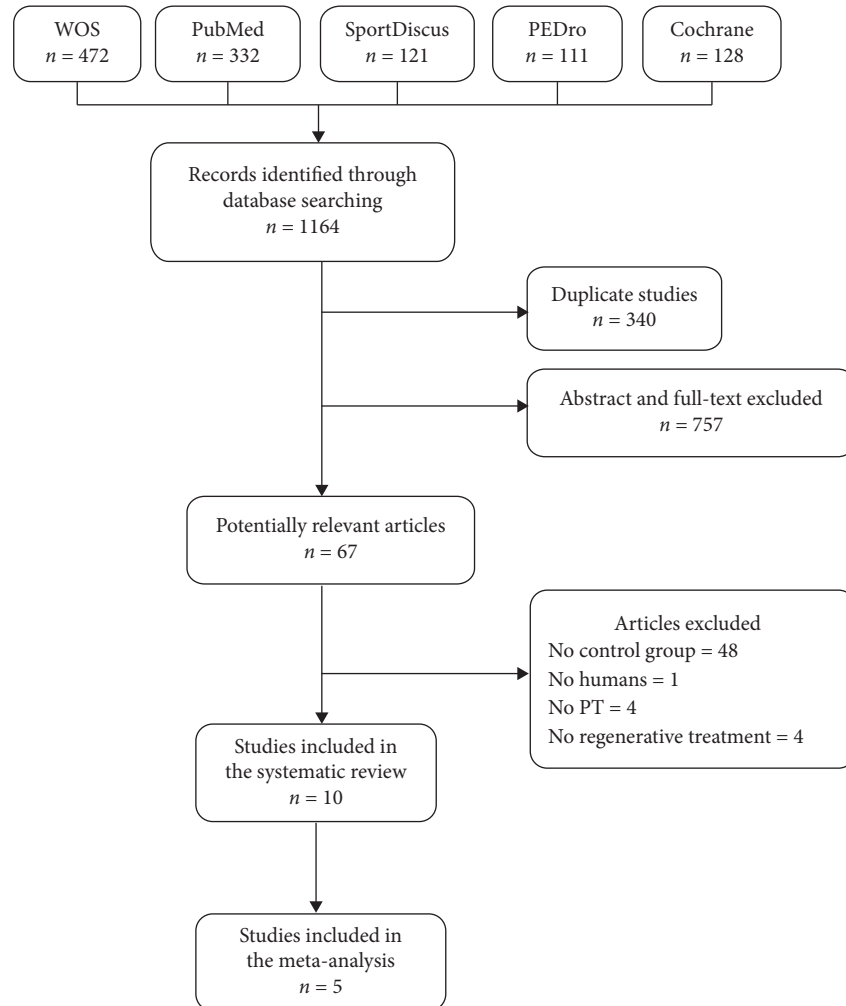 WOS
n = 472
PubMed
n = 332
SportDiscus
n = 121
PEDro
n = 111
Cochrane
n = 128
Records identified through
database searching
n = 1164
Duplicate studies
n = 340
Abstract and full-text excluded
n = 757
Potentially relevant articles
n = 67
Articles excluded
No control group = 48
No humans = 1
No PT = 4
No regenerative treatment = 4
Studies included in
the systematic review
n = 10
Studies included in
the meta-analysis
n = 5